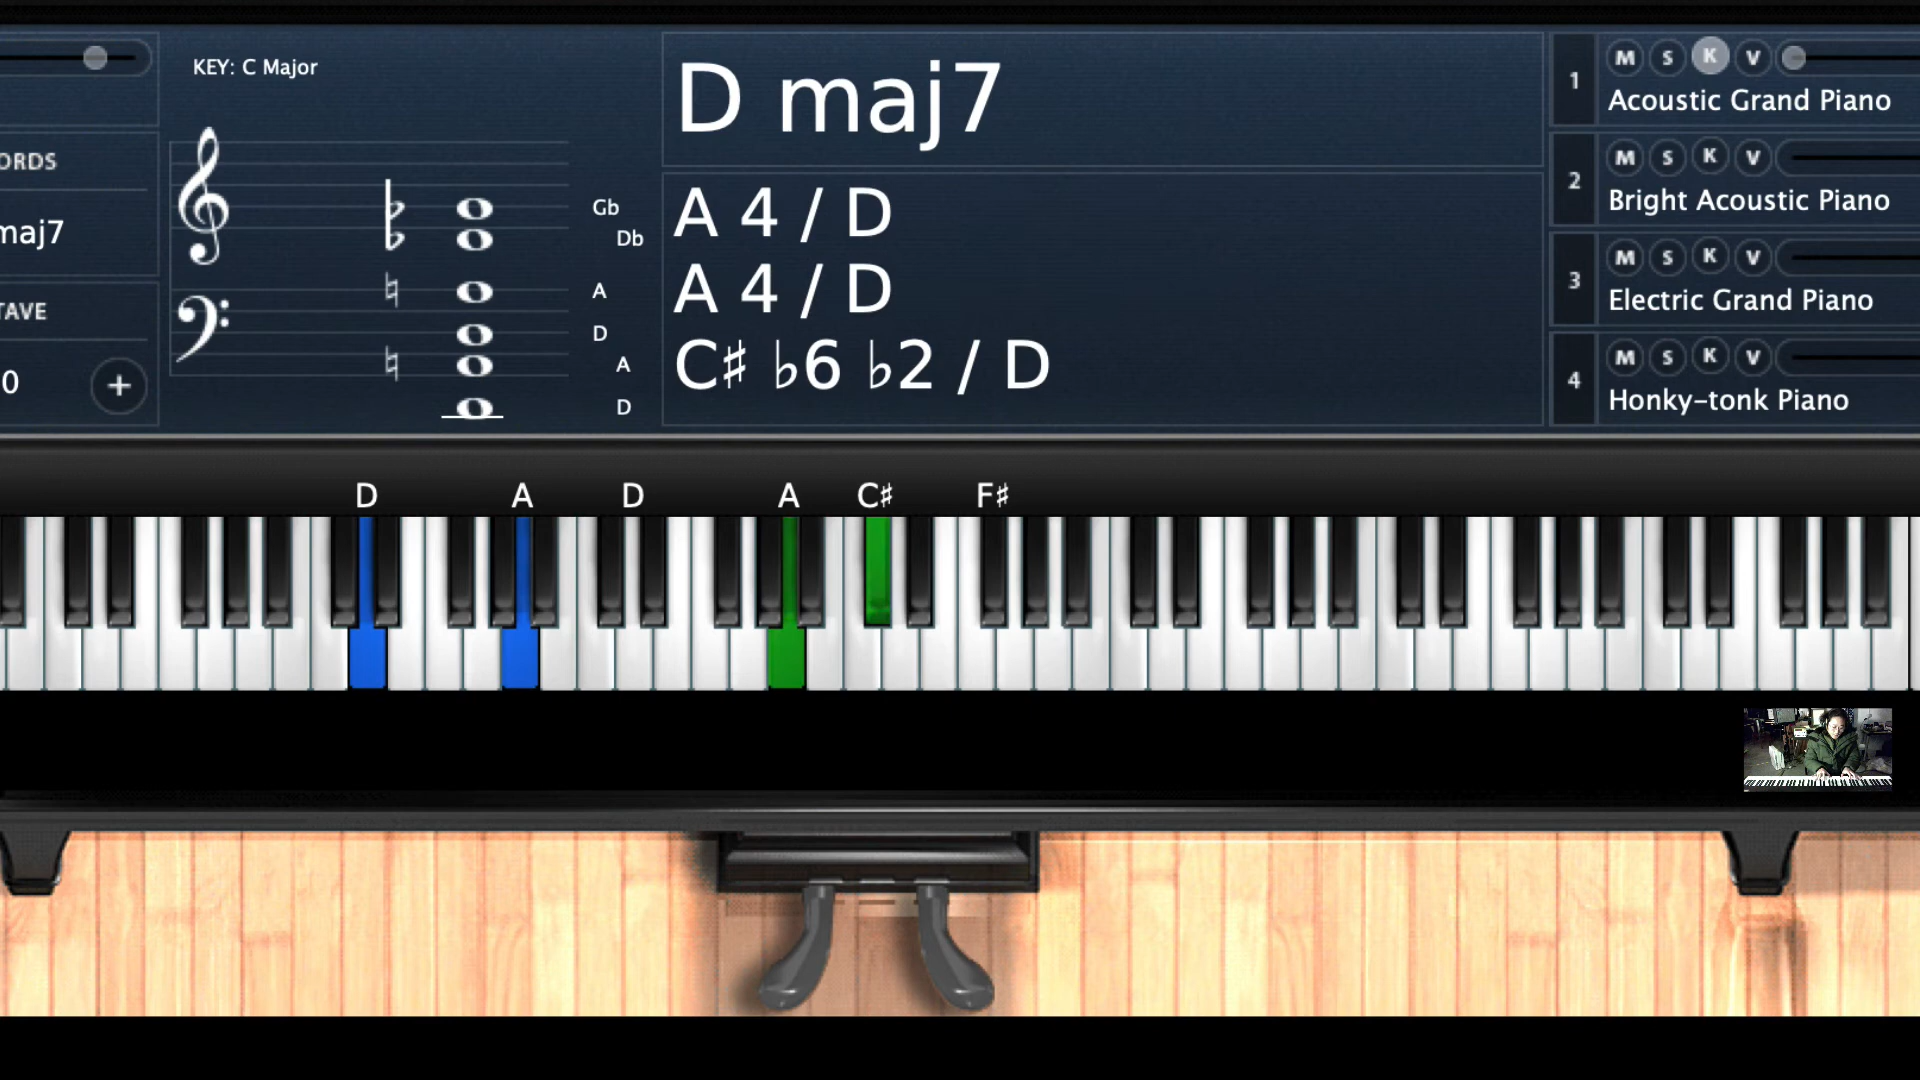 KEY: C Major
ORDS
maj7
TAVE
0
+
Gb
Db
A
D
A
D
D maj7
A 4 / D
A 4 / D
C♯ ♭6 ♭2 / D
1
M S K V
Acoustic Grand Piano
2
M S K V
Bright Acoustic Piano
3
M S K V
Electric Grand Piano
4
M S K V
Honky-tonk Piano
D A D A C♯ F♯